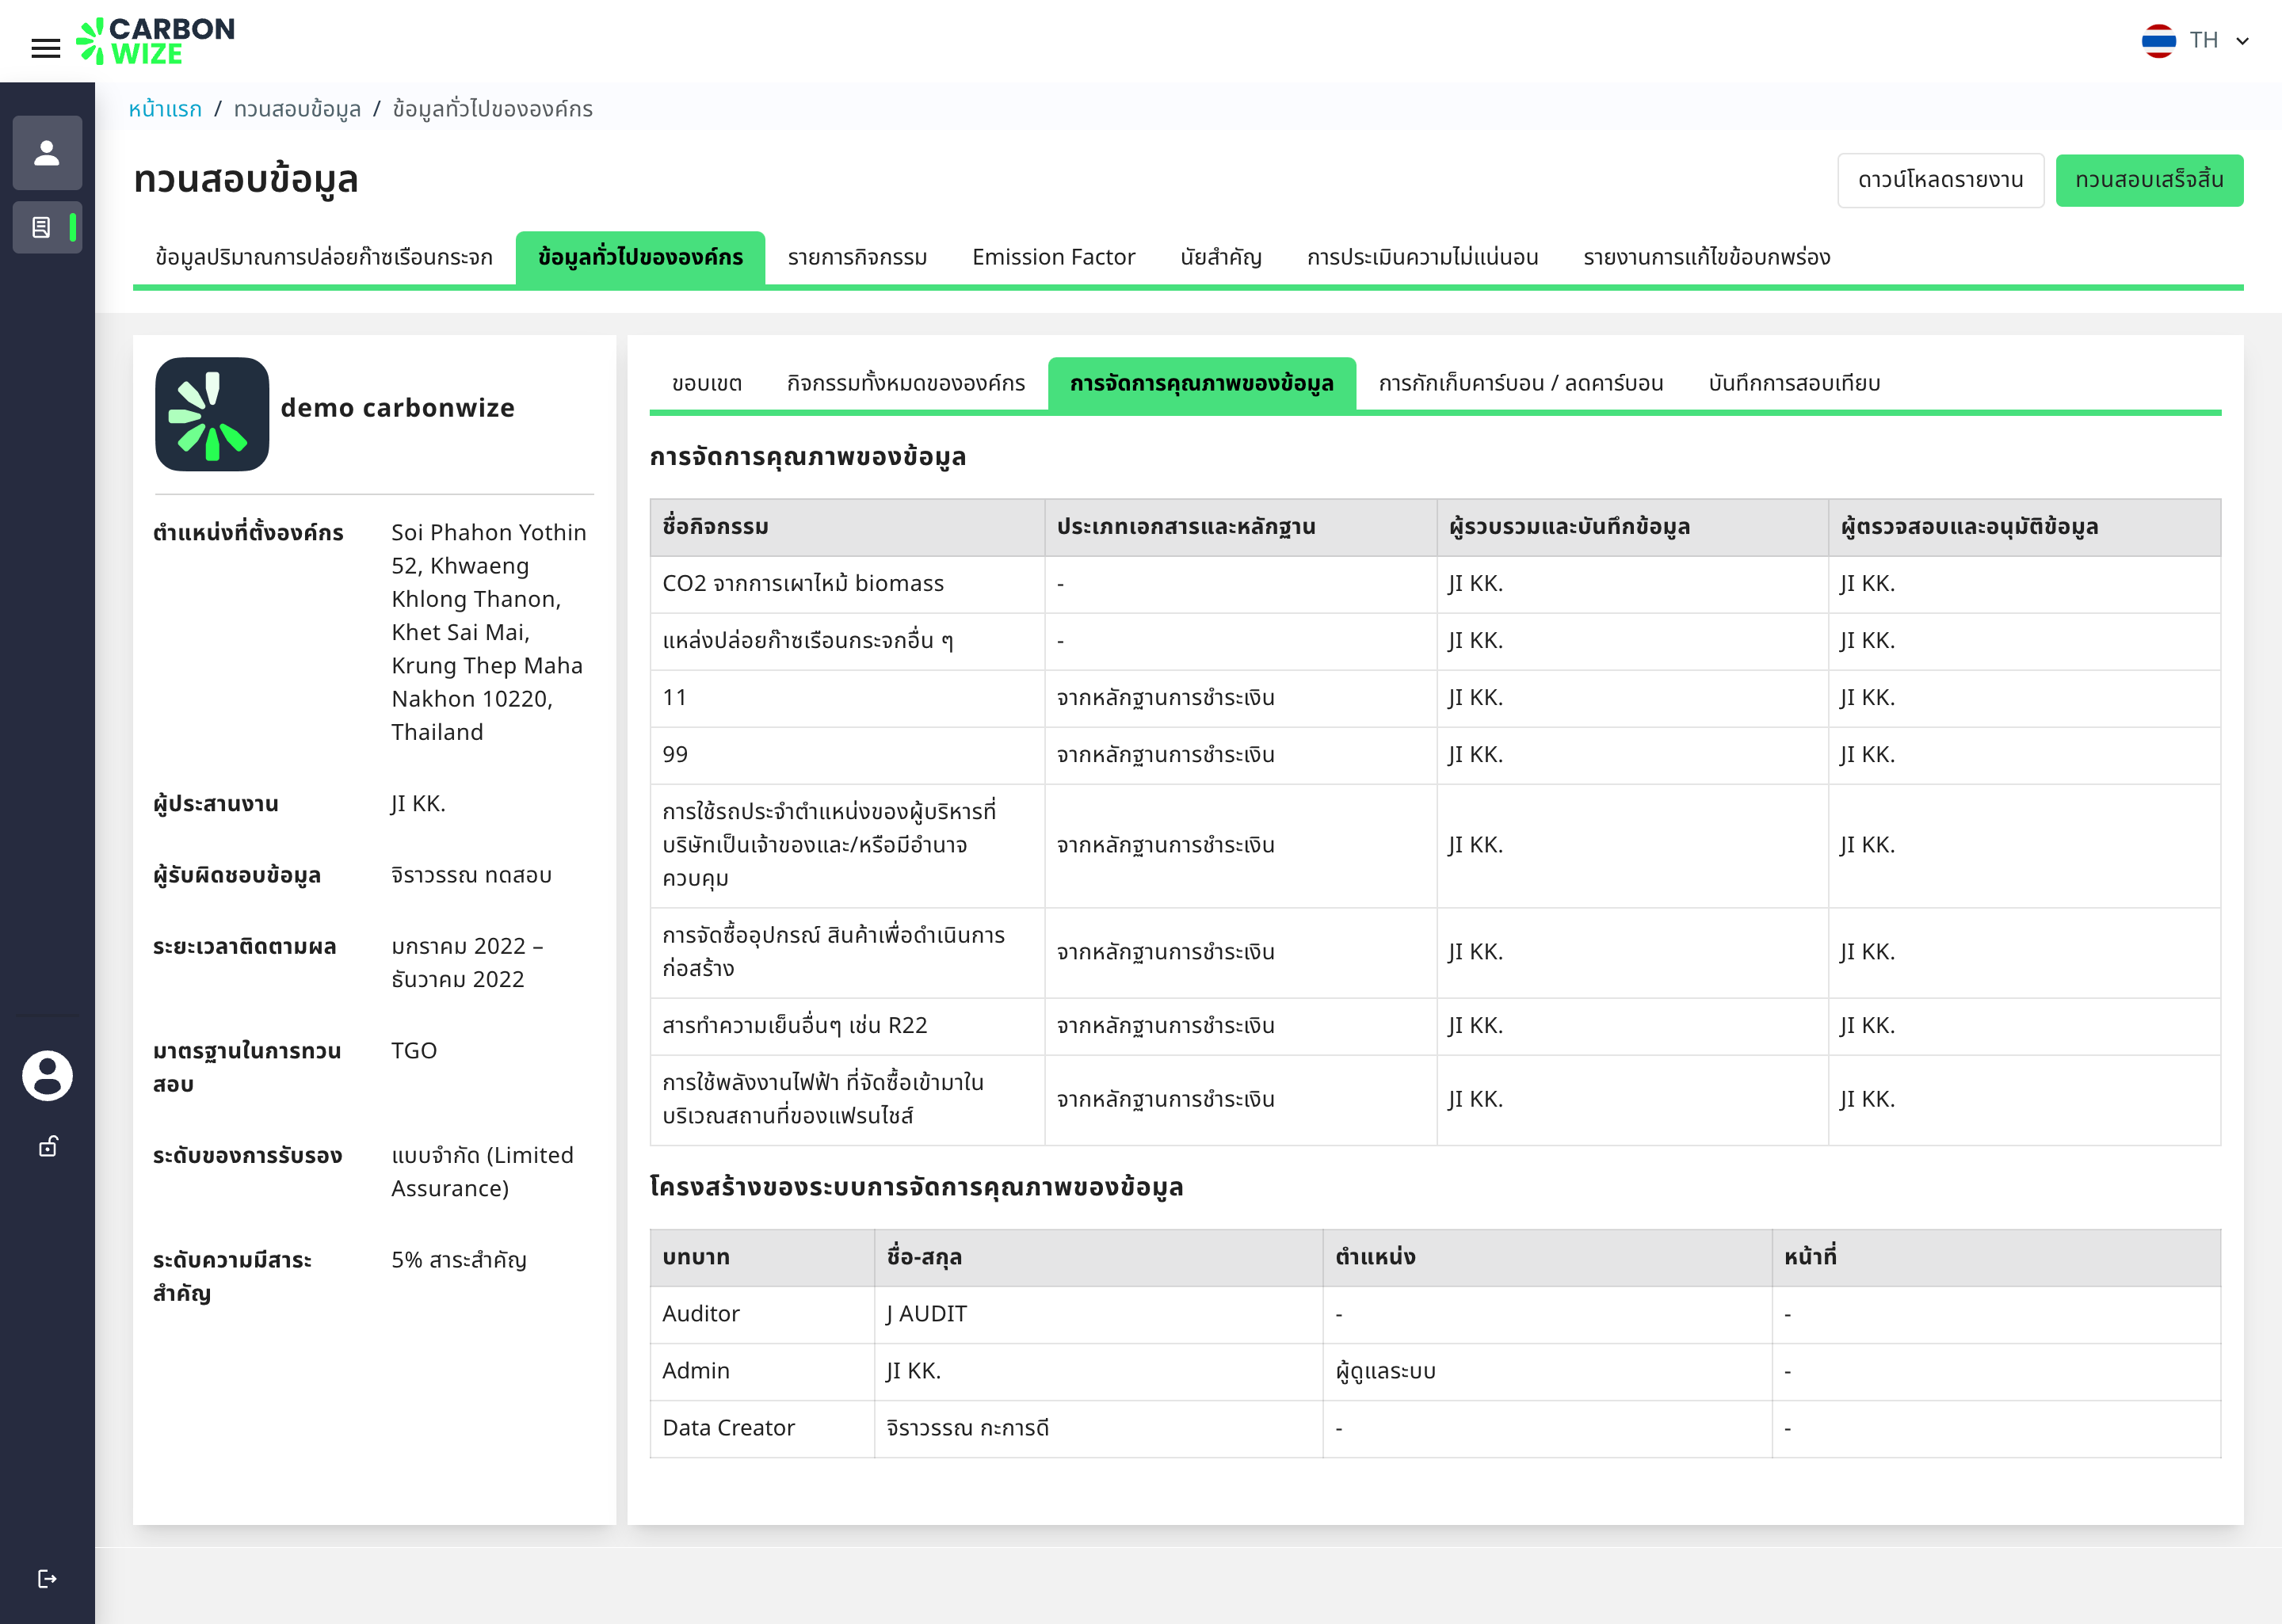 CARBON
WIZE
TH
หน้าแรก / ทวนสอบข้อมูล / ข้อมูลทั่วไปขององค์กร
ทวนสอบข้อมูล
ดาวน์โหลดรายงาน
ทวนสอบเสร็จสิ้น
ข้อมูลปริมาณการปล่อยก๊าซเรือนกระจก
ข้อมูลทั่วไปขององค์กร
รายการกิจกรรม
Emission Factor
นัยสำคัญ
การประเมินความไม่แน่นอน
รายงานการแก้ไขข้อบกพร่อง
demo carbonwize
ตำแหน่งที่ตั้งองค์กร
Soi Phahon Yothin
52, Khwaeng
Khlong Thanon,
Khet Sai Mai,
Krung Thep Maha
Nakhon 10220,
Thailand
ผู้ประสานงาน
JI KK.
ผู้รับผิดชอบข้อมูล
จิราวรรณ ทดสอบ
ระยะเวลาติดตามผล
มกราคม 2022 –
ธันวาคม 2022
มาตรฐานในการทวน
สอบ
TGO
ระดับของการรับรอง
แบบจำกัด (Limited
Assurance)
ระดับความมีสาระ
สำคัญ
5% สาระสำคัญ
ขอบเขต
กิจกรรมทั้งหมดขององค์กร
การจัดการคุณภาพของข้อมูล
การกักเก็บคาร์บอน / ลดคาร์บอน
บันทึกการสอบเทียบ
การจัดการคุณภาพของข้อมูล
ชื่อกิจกรรม
ประเภทเอกสารและหลักฐาน
ผู้รวบรวมและบันทึกข้อมูล
ผู้ตรวจสอบและอนุมัติข้อมูล
CO2 จากการเผาไหม้ biomass
-
JI KK.
JI KK.
แหล่งปล่อยก๊าซเรือนกระจกอื่น ๆ
-
JI KK.
JI KK.
11
จากหลักฐานการชำระเงิน
JI KK.
JI KK.
99
จากหลักฐานการชำระเงิน
JI KK.
JI KK.
การใช้รถประจำตำแหน่งของผู้บริหารที่
บริษัทเป็นเจ้าของและ/หรือมีอำนาจ
ควบคุม
จากหลักฐานการชำระเงิน
JI KK.
JI KK.
การจัดซื้ออุปกรณ์ สินค้าเพื่อดำเนินการ
ก่อสร้าง
จากหลักฐานการชำระเงิน
JI KK.
JI KK.
สารทำความเย็นอื่นๆ เช่น R22
จากหลักฐานการชำระเงิน
JI KK.
JI KK.
การใช้พลังงานไฟฟ้า ที่จัดซื้อเข้ามาใน
บริเวณสถานที่ของแฟรนไชส์
จากหลักฐานการชำระเงิน
JI KK.
JI KK.
โครงสร้างของระบบการจัดการคุณภาพของข้อมูล
บทบาท
ชื่อ-สกุล
ตำแหน่ง
หน้าที่
Auditor
J AUDIT
-
-
Admin
JI KK.
ผู้ดูแลระบบ
-
Data Creator
จิราวรรณ กะการดี
-
-